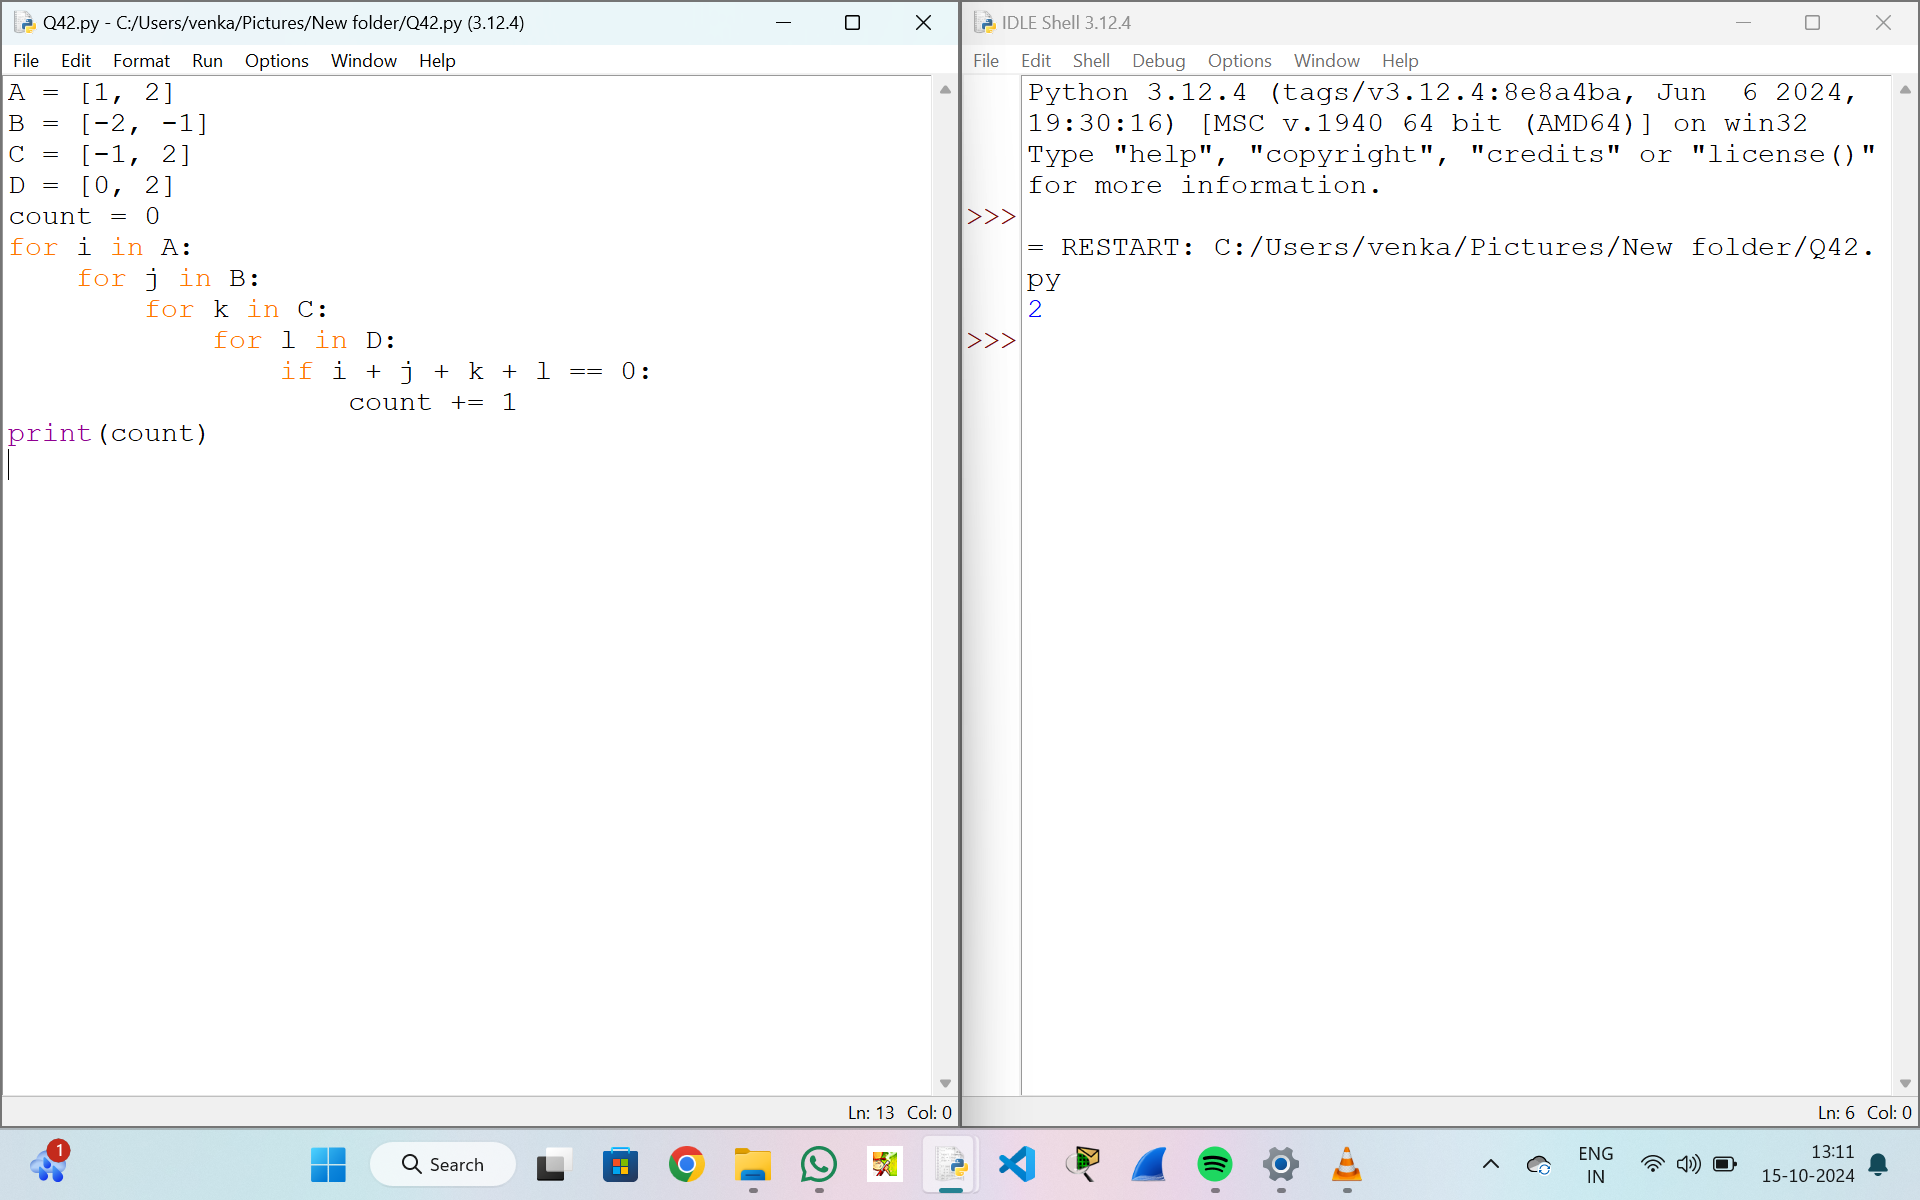 Q42.py - C:/Users/venka/Pictures/New folder/Q42.py (3.12.4)
File Edit Format Run Options Window Help
A = [1, 2]
B = [-2, -1]
C = [-1, 2]
D = [0, 2]
count = 0
for i in A:
    for j in B:
        for k in C:
            for l in D:
                if i + j + k + l == 0:
                    count += 1
print(count)
Ln: 13 Col: 0
IDLE Shell 3.12.4
File Edit Shell Debug Options Window Help
Python 3.12.4 (tags/v3.12.4:8e8a4ba, Jun  6 2024,
19:30:16) [MSC v.1940 64 bit (AMD64)] on win32
Type "help", "copyright", "credits" or "license()"
for more information.
>>>
= RESTART: C:/Users/venka/Pictures/New folder/Q42.
py
2
>>>
Ln: 6 Col: 0
1
Search
ENG
IN
13:11
15-10-2024